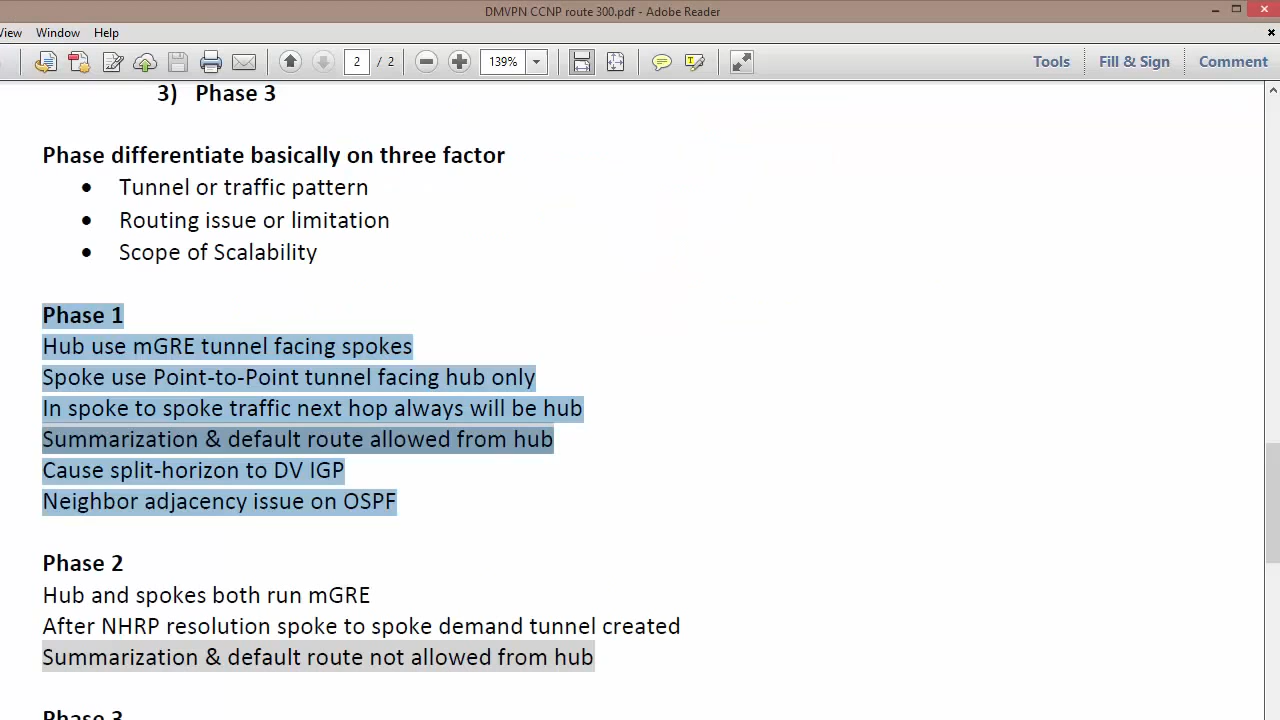 DMVPN CCNP route 300.pdf - Adobe Reader
View Window Help
2 / 2 139% Tools Fill & Sign Comment
3) Phase 3
Phase differentiate basically on three factor
• Tunnel or traffic pattern
• Routing issue or limitation
• Scope of Scalability
Phase 1
Hub use mGRE tunnel facing spokes
Spoke use Point-to-Point tunnel facing hub only
In spoke to spoke traffic next hop always will be hub
Summarization & default route allowed from hub
Cause split-horizon to DV IGP
Neighbor adjacency issue on OSPF
Phase 2
Hub and spokes both run mGRE
After NHRP resolution spoke to spoke demand tunnel created
Summarization & default route not allowed from hub
Phase 3